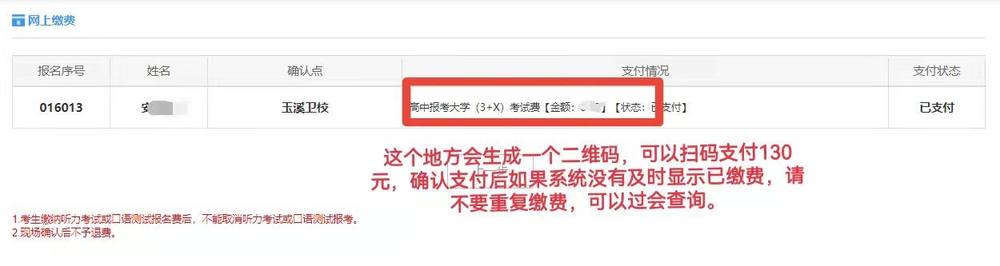 网上缴费
报名序号 姓名 确认点 支付情况 支付状态
016013 玉溪卫校 高中报考大学（3+X）考试费【金额： 】【状态：已支付】 已支付
这个地方会生成一个二维码，可以扫码支付130
上一步
元，确认支付后如果系统没有及时显示已缴费，请
不要重复缴费，可以过会查询。
1.考生缴纳听力考试或口语测试报名费后，不能取消听力考试或口语测试报考。
2.现场确认后不予退费。